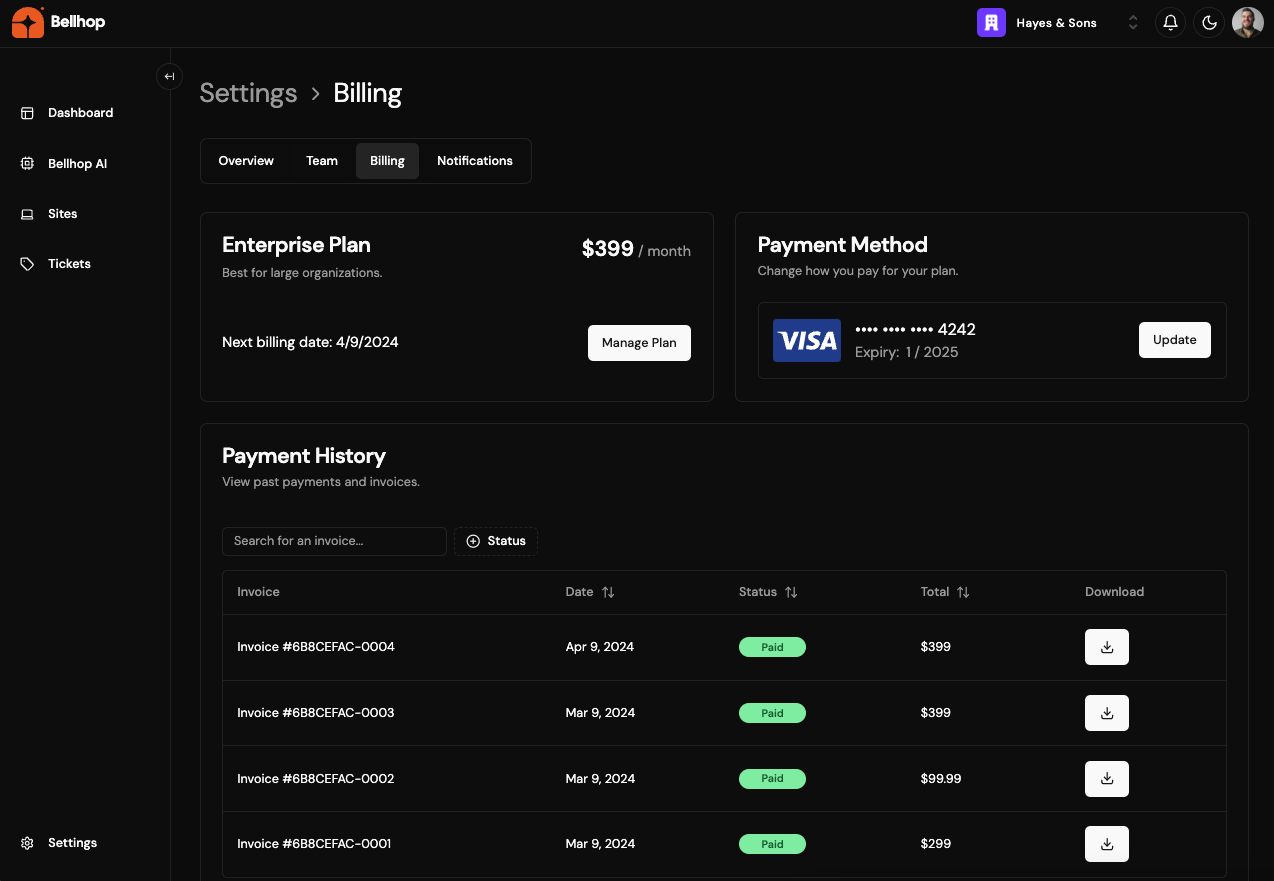 Bellhop
Hayes & Sons
Dashboard
Bellhop AI
Sites
Tickets
Settings
Settings > Billing
Overview Team Billing Notifications
Enterprise Plan
$399 / month
Best for large organizations.
Next billing date: 4/9/2024
Manage Plan
Payment Method
Change how you pay for your plan.
VISA
•••• •••• •••• 4242
Expiry: 1 / 2025
Update
Payment History
View past payments and invoices.
Search for an invoice...
Status
Invoice Date Status Total Download
Invoice #6B8CEFAC-0004 Apr 9, 2024 Paid $399
Invoice #6B8CEFAC-0003 Mar 9, 2024 Paid $399
Invoice #6B8CEFAC-0002 Mar 9, 2024 Paid $99.99
Invoice #6B8CEFAC-0001 Mar 9, 2024 Paid $299